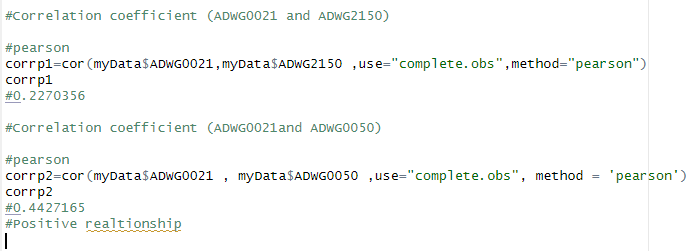 #Correlation coefficient (ADWG0021 and ADWG2150)
#pearson
corrp1=cor(myData$ADWG0021,myData$ADWG2150 ,use="complete.obs",method="pearson")
corrp1
#0.2270356
#Correlation coefficient (ADWG0021and ADWG0050)
#pearson
corrp2=cor(myData$ADWG0021 , myData$ADWG0050 ,use="complete.obs", method = 'pearson')
corrp2
#0.4427165
#Positive realtionship